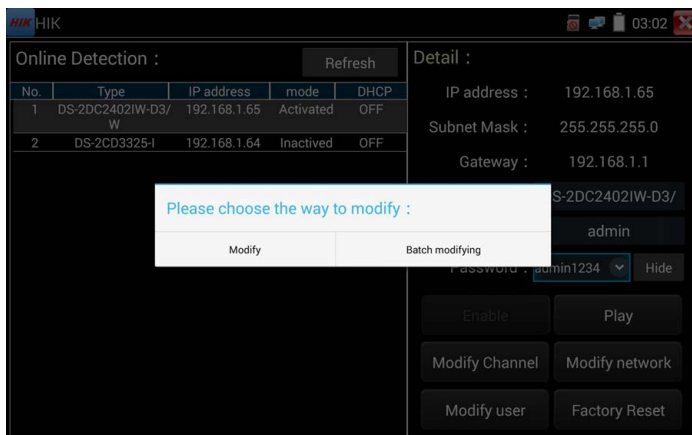 HIK HIK 03:02
Online Detection : Refresh
No. Type IP address mode DHCP
1 DS-2DC2402IW-D3/W 192.168.1.65 Activated OFF
2 DS-2CD3325-I 192.168.1.64 Inactived OFF
Detail :
IP address : 192.168.1.65
Subnet Mask : 255.255.255.0
Gateway : 192.168.1.1
S-2DC2402IW-D3/
admin
Password : admin1234 Hide
Please choose the way to modify :
Modify Batch modifying
Enable Play
Modify Channel Modify network
Modify user Factory Reset